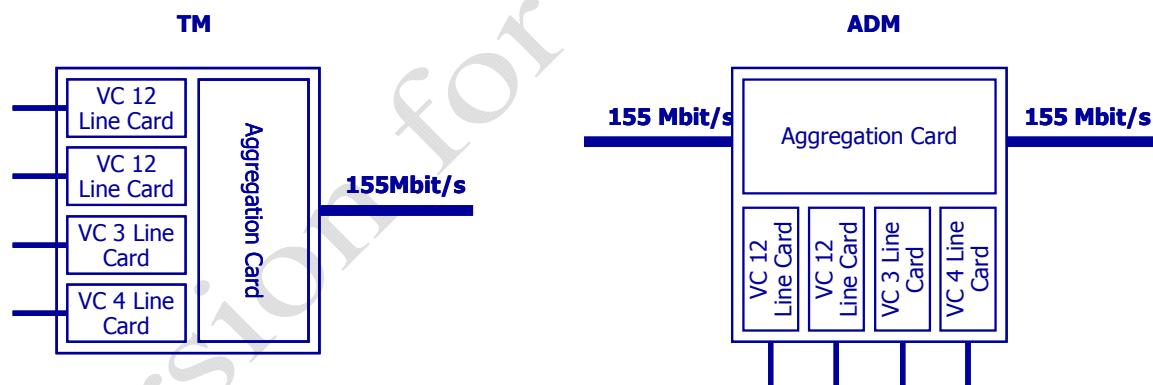 TM
VC 12
Line Card
VC 12
Line Card
VC 3 Line
Card
VC 4 Line
Card
Aggregation Card
155Mbit/s
ADM
155 Mbit/s
Aggregation Card
155 Mbit/s
VC 12
Line Card
VC 12
Line Card
VC 3 Line
Card
VC 4 Line
Card
for